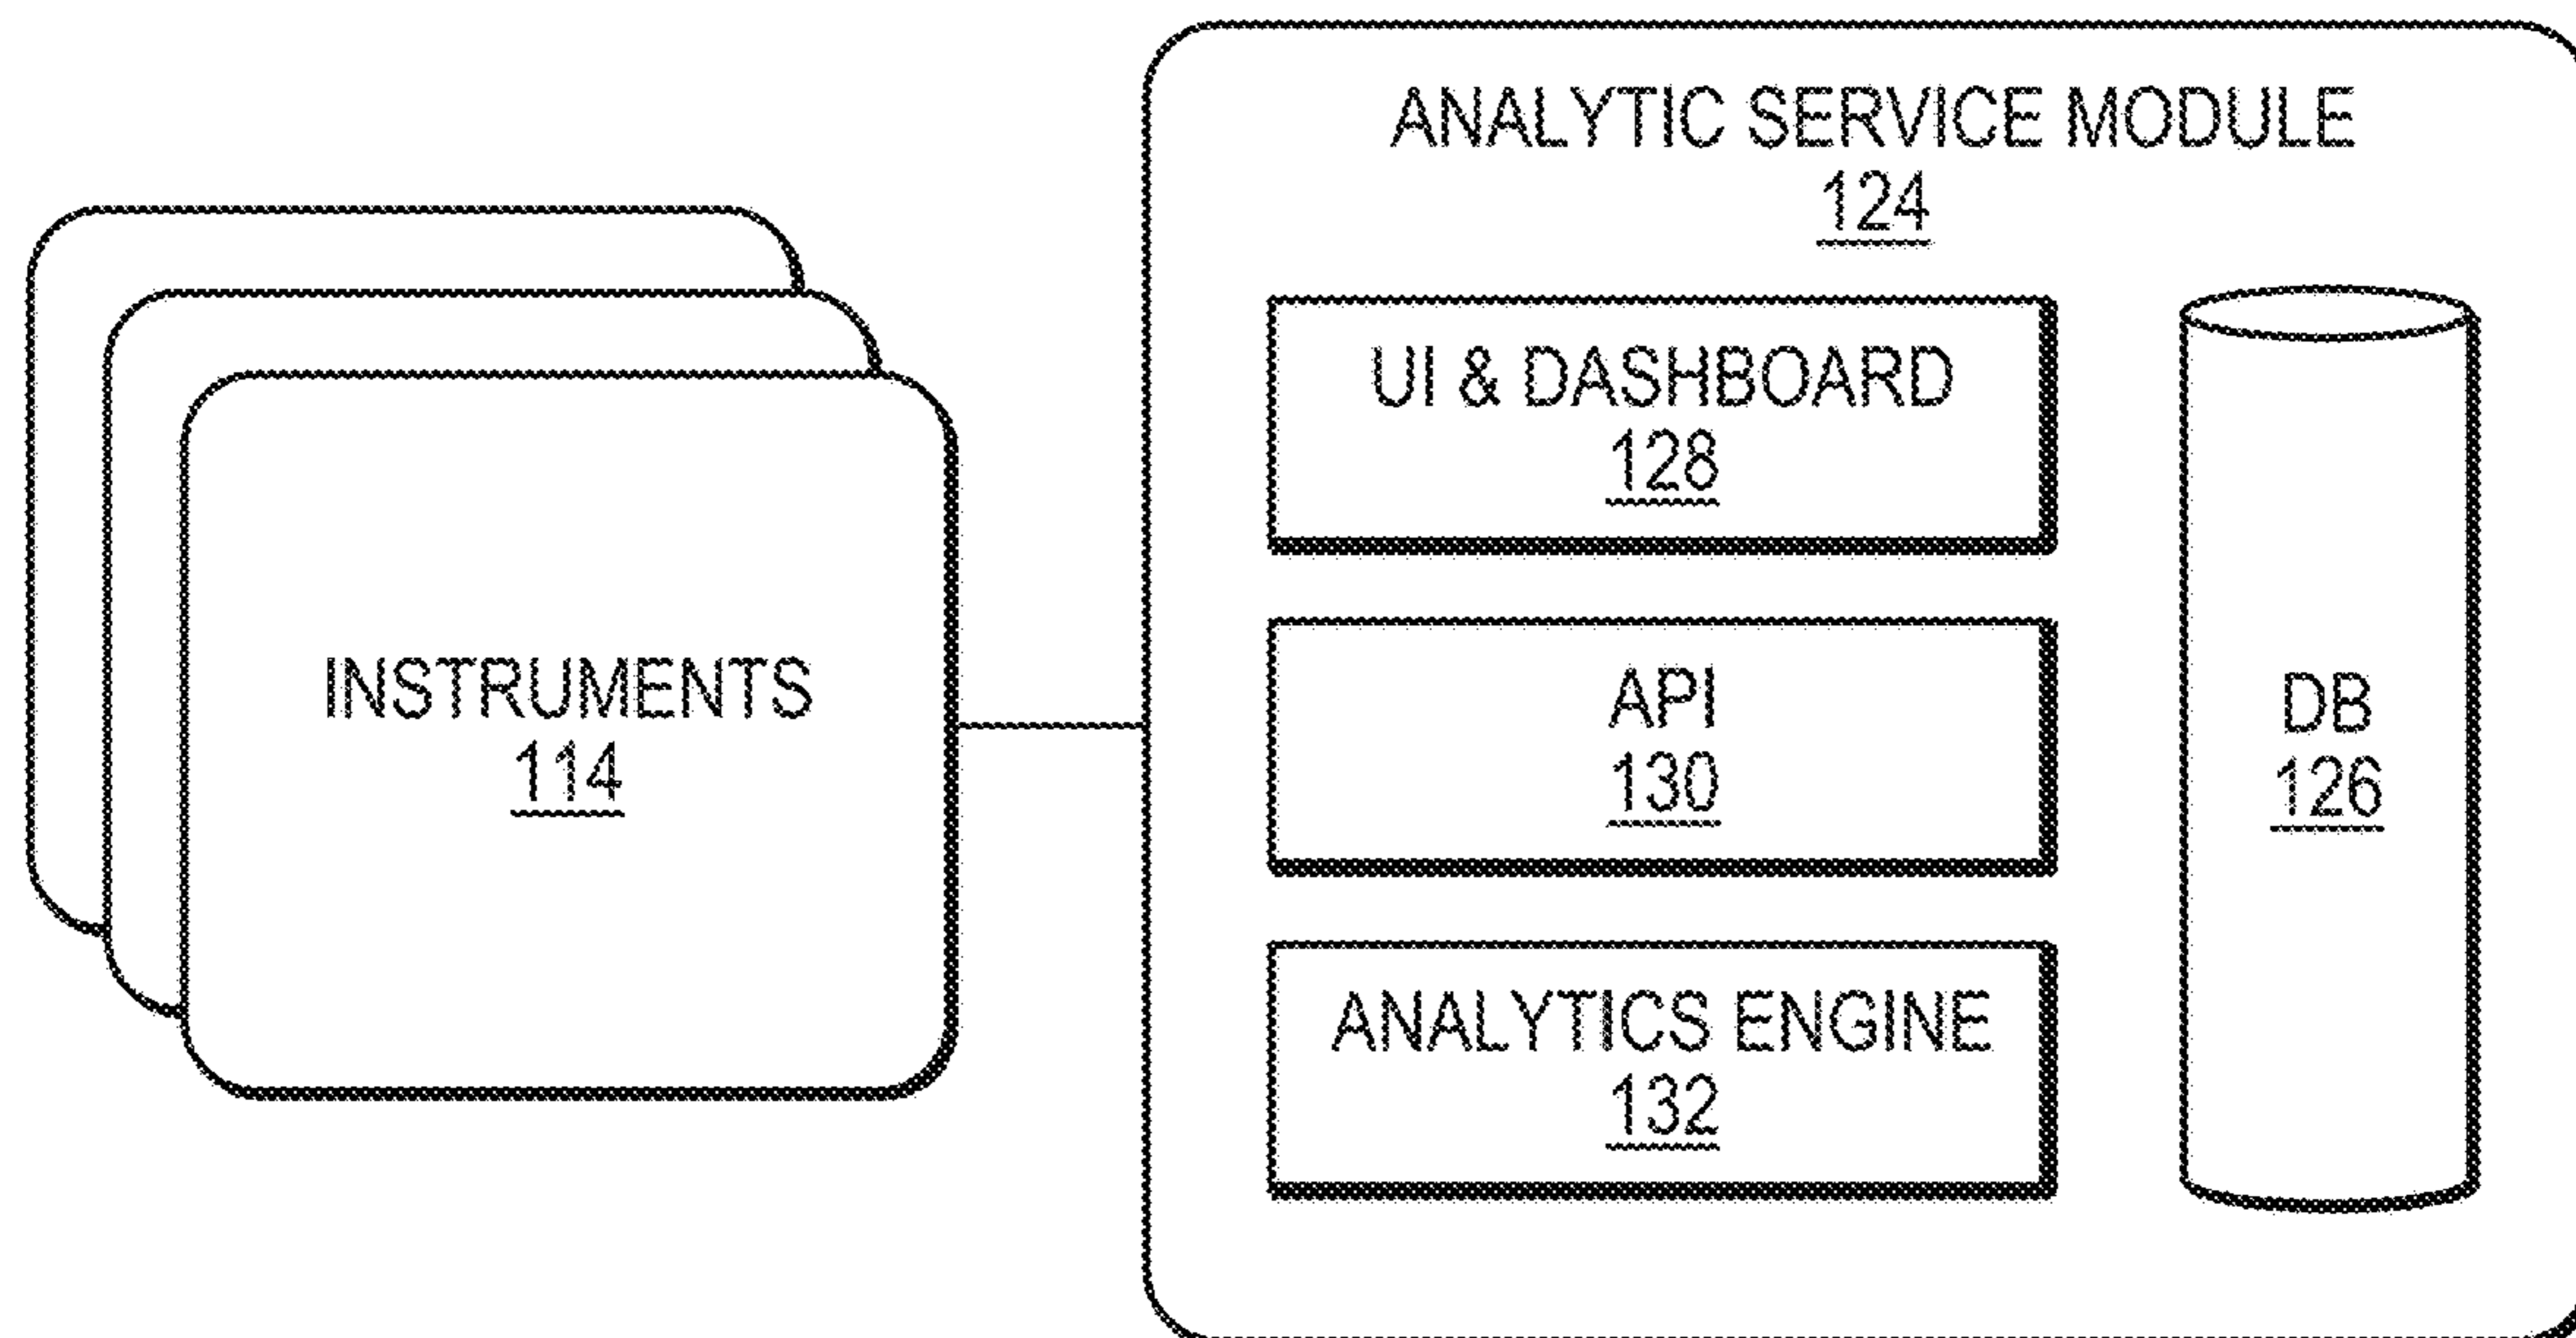 ANALYTIC SERVICE MODULE
124
INSTRUMENTS
114
UI & DASHBOARD
128
API
130
ANALYTICS ENGINE
132
DB
126